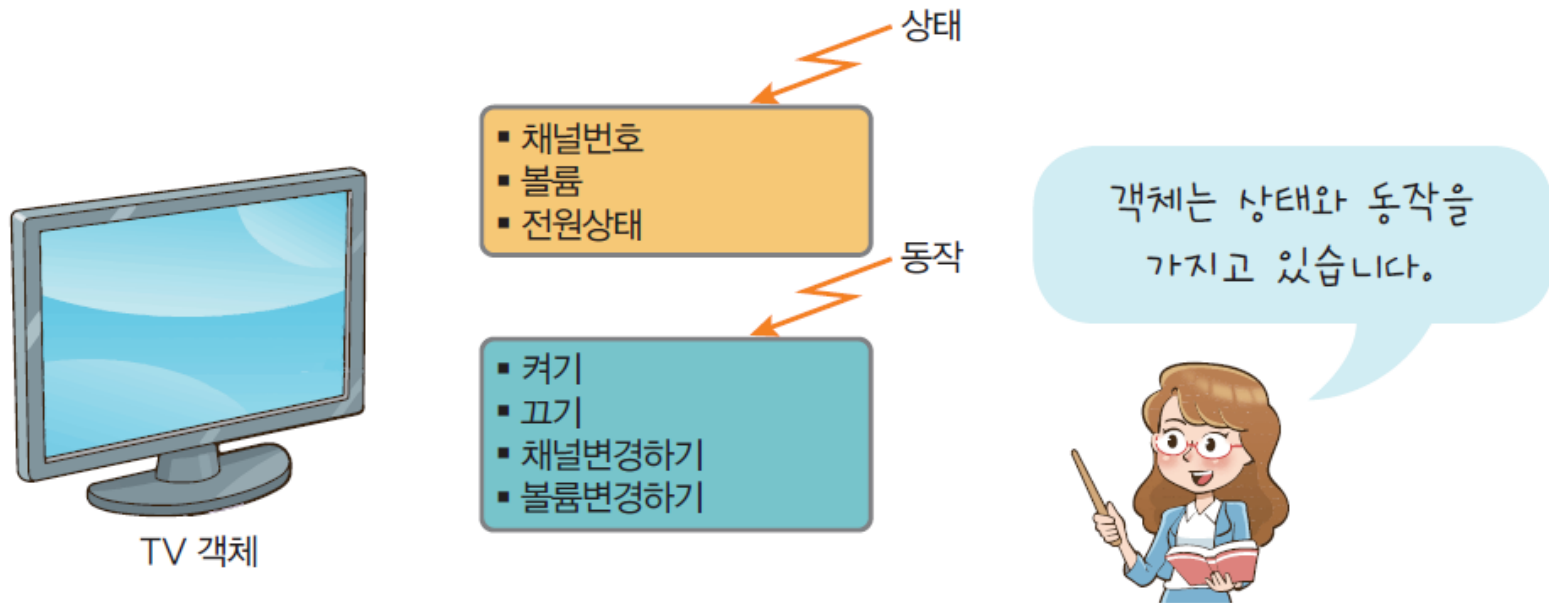 상태
▪ 채널번호
▪ 볼륨
▪ 전원상태
동작
▪ 켜기
▪ 끄기
▪ 채널변경하기
▪ 볼륨변경하기
TV 객체
객체는 상태와 동작을
가지고 있습니다.